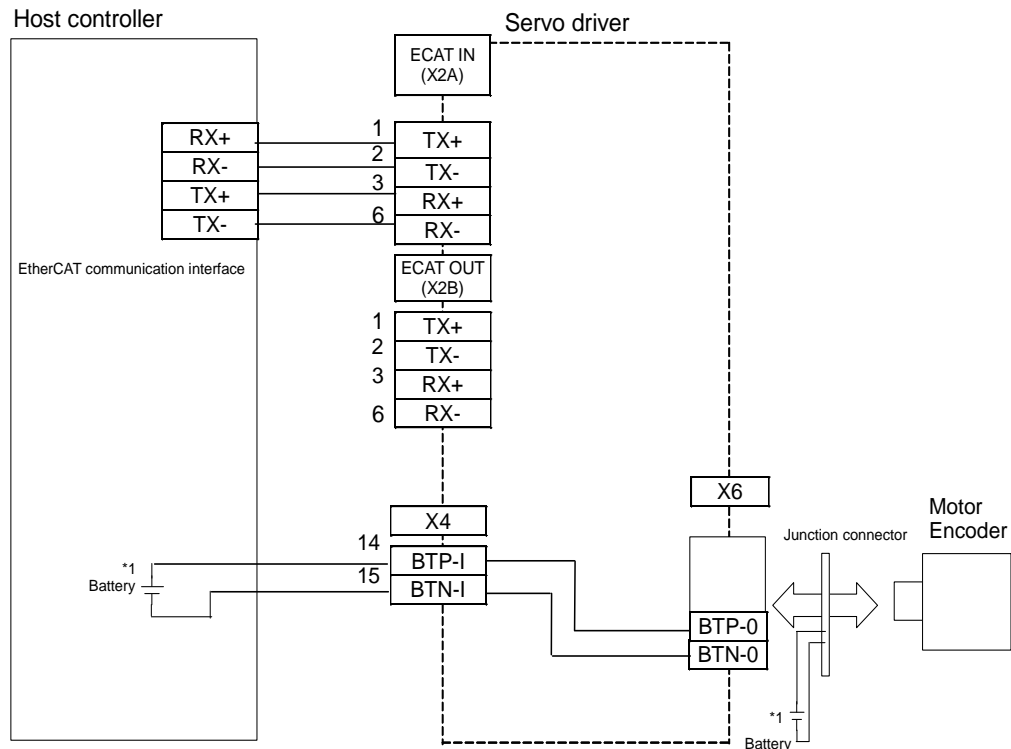 Host controller
Servo driver
ECAT IN
(X2A)
RX+
RX-
TX+
TX-
1
2
3
6
TX+
TX-
RX+
RX-
EtherCAT communication interface
ECAT OUT
(X2B)
1
2
3
6
TX+
TX-
RX+
RX-
X6
X4
14
15
BTP-I
BTN-I
*1
Battery
BTP-0
BTN-0
Junction connector
Motor
Encoder
*1
Battery